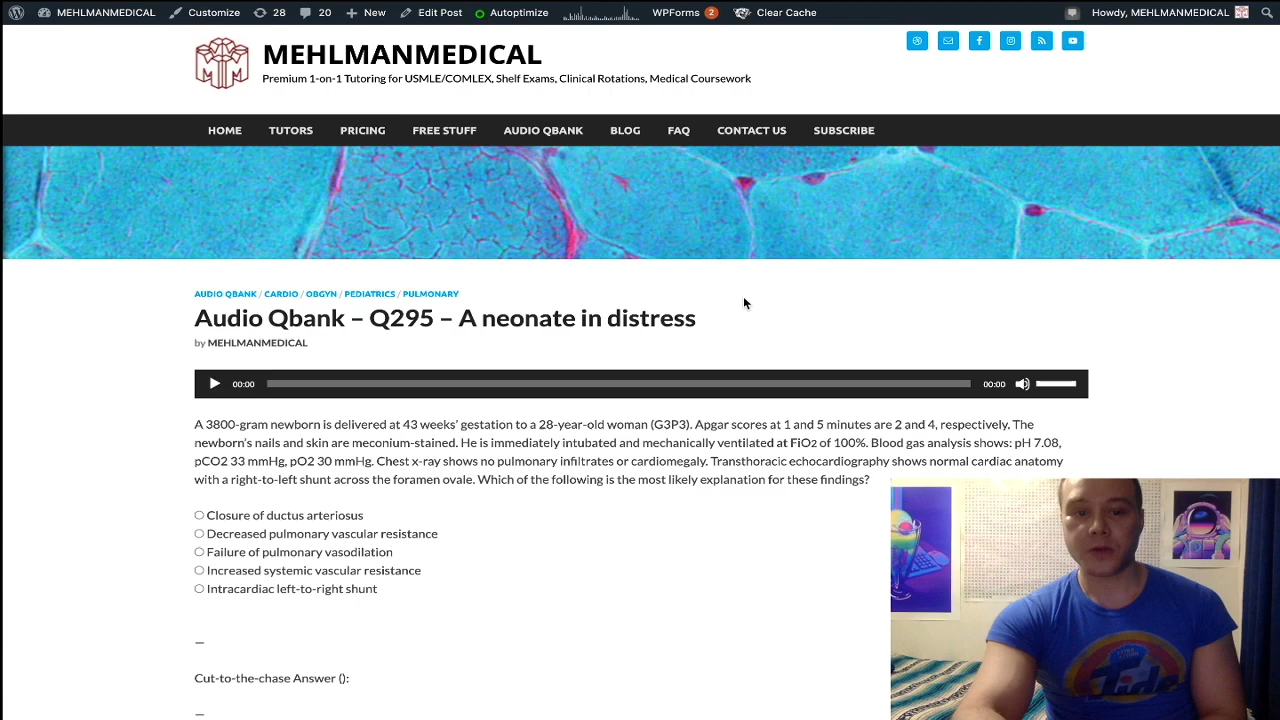 MEHLMANMEDICAL Customize 28 20 New Edit Post Autoptimize WPForms 2 Clear Cache Howdy, MEHLMANMEDICAL
MEHLMANMEDICAL
Premium 1-on-1 Tutoring for USMLE/COMLEX, Shelf Exams, Clinical Rotations, Medical Coursework
HOME TUTORS PRICING FREE STUFF AUDIO QBANK BLOG FAQ CONTACT US SUBSCRIBE
AUDIO QBANK / CARDIO / OBGYN / PEDIATRICS / PULMONARY
Audio Qbank – Q295 – A neonate in distress
by MEHLMANMEDICAL
00:00 00:00
A 3800-gram newborn is delivered at 43 weeks' gestation to a 28-year-old woman (G3P3). Apgar scores at 1 and 5 minutes are 2 and 4, respectively. The
newborn's nails and skin are meconium-stained. He is immediately intubated and mechanically ventilated at FiO2 of 100%. Blood gas analysis shows: pH 7.08,
pCO2 33 mmHg, pO2 30 mmHg. Chest x-ray shows no pulmonary infiltrates or cardiomegaly. Transthoracic echocardiography shows normal cardiac anatomy
with a right-to-left shunt across the foramen ovale. Which of the following is the most likely explanation for these findings?
Closure of ductus arteriosus
Decreased pulmonary vascular resistance
Failure of pulmonary vasodilation
Increased systemic vascular resistance
Intracardiac left-to-right shunt
—
Cut-to-the-chase Answer ():
—
Tide